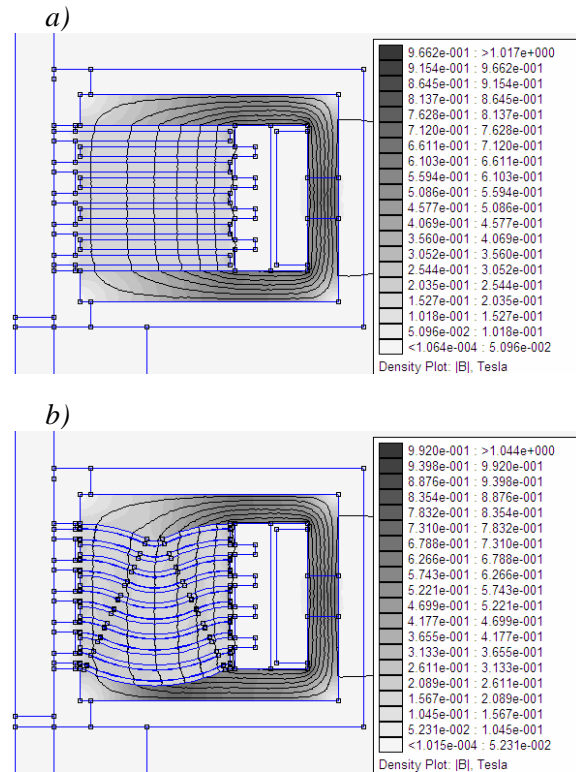 a)
9.662e-001 : >1.017e+000
9.154e-001 : 9.662e-001
8.645e-001 : 9.154e-001
8.137e-001 : 8.645e-001
7.628e-001 : 8.137e-001
7.120e-001 : 7.628e-001
6.611e-001 : 7.120e-001
6.103e-001 : 6.611e-001
5.594e-001 : 6.103e-001
5.086e-001 : 5.594e-001
4.577e-001 : 5.086e-001
4.069e-001 : 4.577e-001
3.560e-001 : 4.069e-001
3.052e-001 : 3.560e-001
2.544e-001 : 3.052e-001
2.035e-001 : 2.544e-001
1.527e-001 : 2.035e-001
1.018e-001 : 1.527e-001
5.096e-002 : 1.018e-001
<1.064e-004 : 5.096e-002
Density Plot: |B|, Tesla
b)
9.920e-001 : >1.044e+000
9.398e-001 : 9.920e-001
8.876e-001 : 9.398e-001
8.354e-001 : 8.876e-001
7.832e-001 : 8.354e-001
7.310e-001 : 7.832e-001
6.788e-001 : 7.310e-001
6.266e-001 : 6.788e-001
5.743e-001 : 6.266e-001
5.221e-001 : 5.743e-001
4.699e-001 : 5.221e-001
4.177e-001 : 4.699e-001
3.655e-001 : 4.177e-001
3.133e-001 : 3.655e-001
2.611e-001 : 3.133e-001
2.089e-001 : 2.611e-001
1.567e-001 : 2.089e-001
1.045e-001 : 1.567e-001
5.231e-002 : 1.045e-001
<1.015e-004 : 5.231e-002
Density Plot: |B|, Tesla